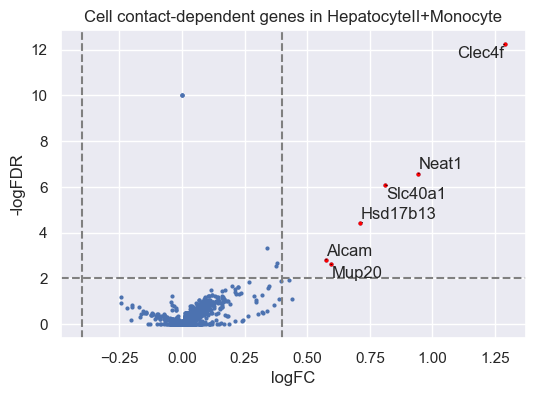 Cell contact-dependent genes in HepatocyteII+Monocyte
12
10
8
6
4
2
0
-logFDR
Clec4f
Neat1
Slc40a1
Hsd17b13
Alcam
Mup20
−0.25 0.00 0.25 0.50 0.75 1.00 1.25
logFC